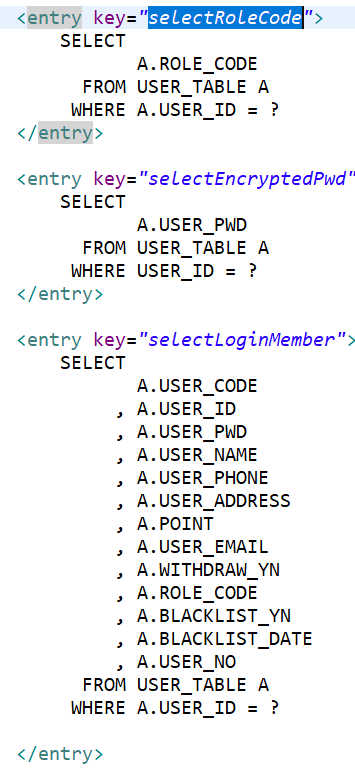 <entry key="selectRoleCode">
SELECT
A.ROLE_CODE
FROM USER_TABLE A
WHERE A.USER_ID = ?
</entry>
<entry key="selectEncryptedPwd"
SELECT
A.USER_PWD
FROM USER_TABLE A
WHERE USER_ID = ?
</entry>
<entry key="selectLoginMember">
SELECT
A.USER_CODE
, A.USER_ID
, A.USER_PWD
, A.USER_NAME
, A.USER_PHONE
, A.USER_ADDRESS
, A.POINT
, A.USER_EMAIL
, A.WITHDRAW_YN
, A.ROLE_CODE
, A.BLACKLIST_YN
, A.BLACKLIST_DATE
, A.USER_NO
FROM USER_TABLE A
WHERE A.USER_ID = ?
</entry>